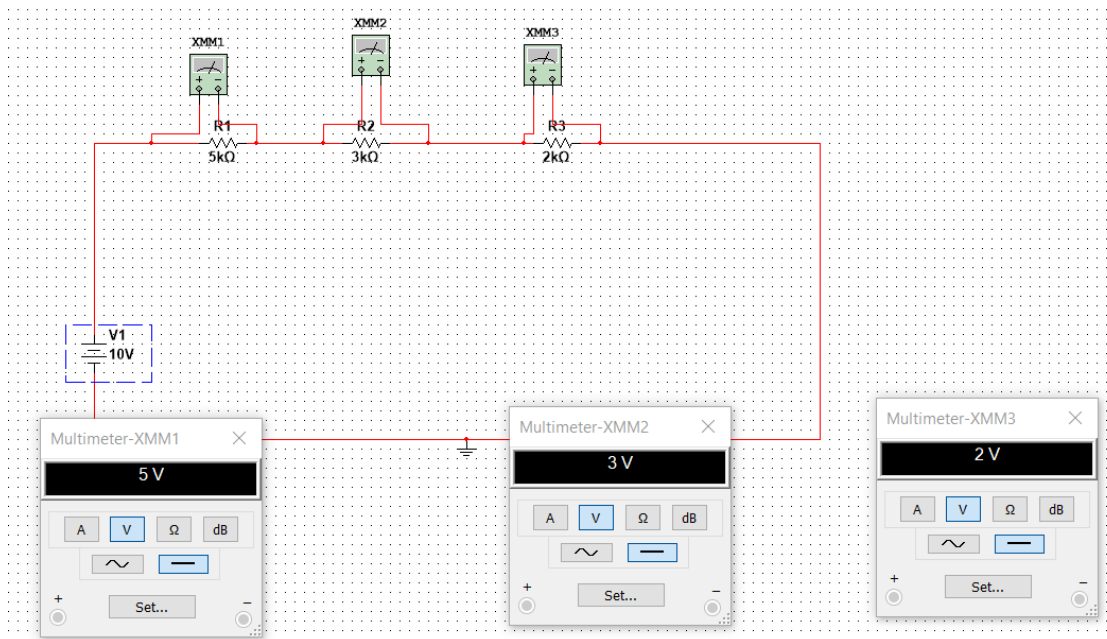 XMM1
XMM2
XMM3
R1
5kΩ
R2
3kΩ
R3
2kΩ
V1
10V
Multimeter-XMM1
5 V
A V Ω dB
+ Set... −
Multimeter-XMM2
3 V
A V Ω dB
+ Set... −
Multimeter-XMM3
2 V
A V Ω dB
+ Set... −